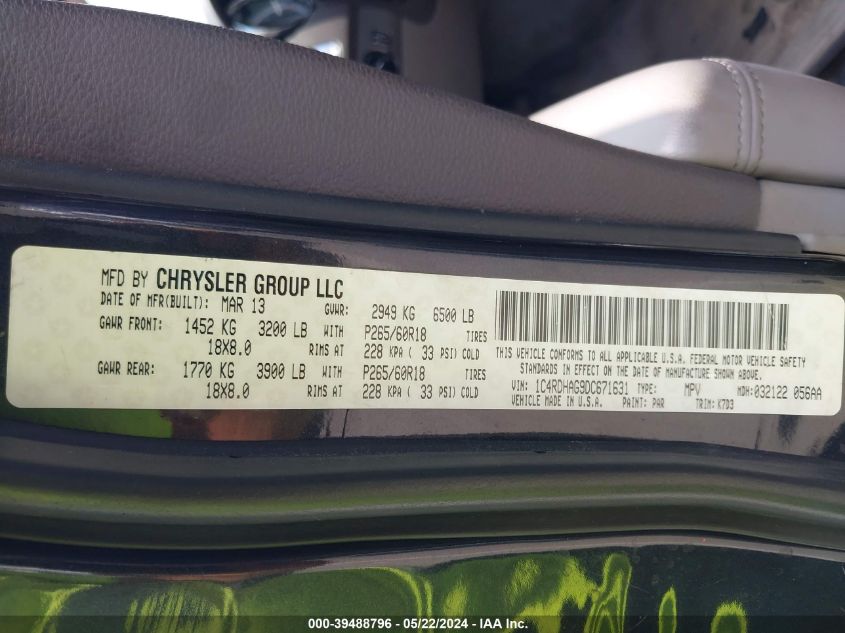 MFD BY CHRYSLER GROUP LLC
DATE OF MFR(BUILT): MAR 13 GVWR: 2949 KG 6500 LB
GAWR FRONT: 1452 KG 3200 LB WITH P265/60R18 TIRES
18X8.0 RIMS AT 228 KPA ( 33 PSI) COLD
GAWR REAR: 1770 KG 3900 LB WITH P265/60R18 TIRES
18X8.0 RIMS AT 228 KPA ( 33 PSI) COLD
THIS VEHICLE CONFORMS TO ALL APPLICABLE U.S.A. FEDERAL MOTOR VEHICLE SAFETY
STANDARDS IN EFFECT ON THE DATE OF MANUFACTURE SHOWN ABOVE.
VIN: 1C4RDHAG9DC671631 TYPE: MPV MDH:032122 056AA
MADE IN U.S.A. PAINT: PAR TRIM: K7D3
000-39488796 - 05/22/2024 - IAA Inc.